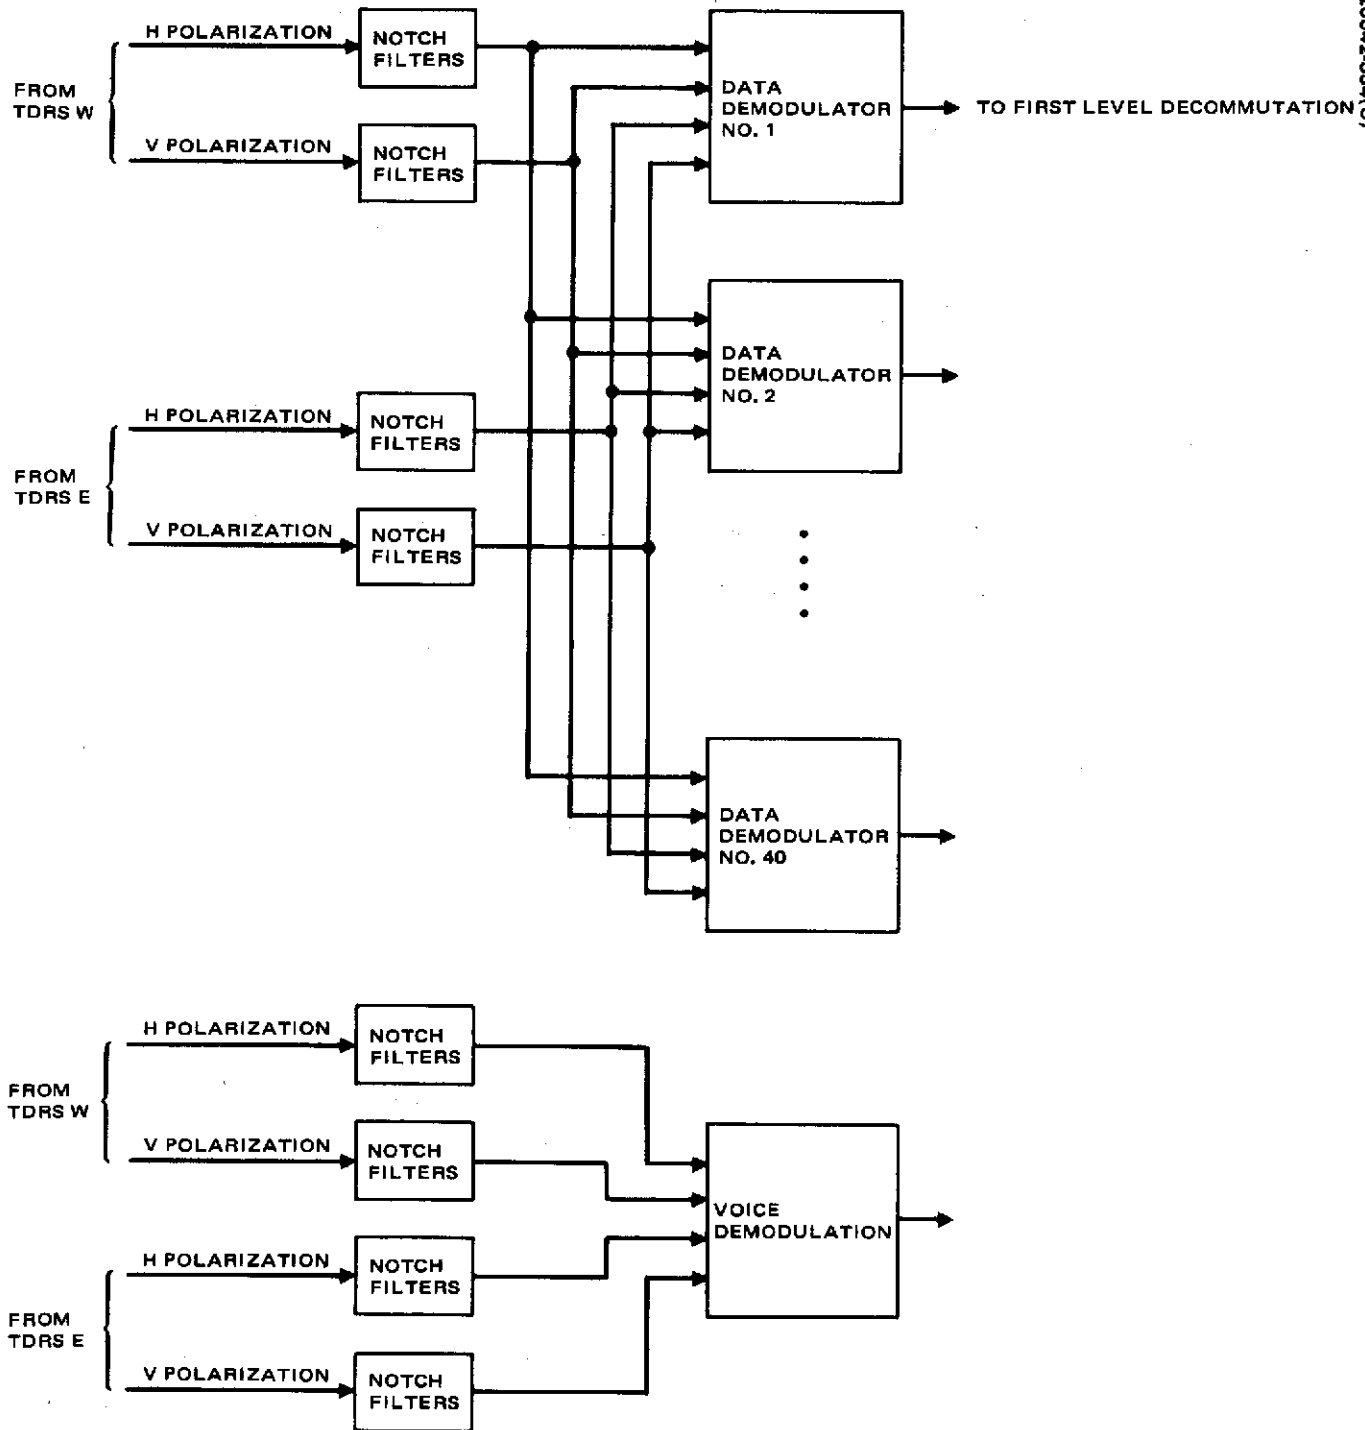 H POLARIZATION
NOTCH
FILTERS
FROM
TDRS W
V POLARIZATION
NOTCH
FILTERS
DATA
DEMODULATOR
NO. 1
TO FIRST LEVEL DECOMMUTATION
DATA
DEMODULATOR
NO. 2
H POLARIZATION
NOTCH
FILTERS
FROM
TDRS E
V POLARIZATION
NOTCH
FILTERS
DATA
DEMODULATOR
NO. 40
H POLARIZATION
NOTCH
FILTERS
FROM
TDRS W
V POLARIZATION
NOTCH
FILTERS
VOICE
DEMODULATION
H POLARIZATION
NOTCH
FILTERS
FROM
TDRS E
V POLARIZATION
NOTCH
FILTERS